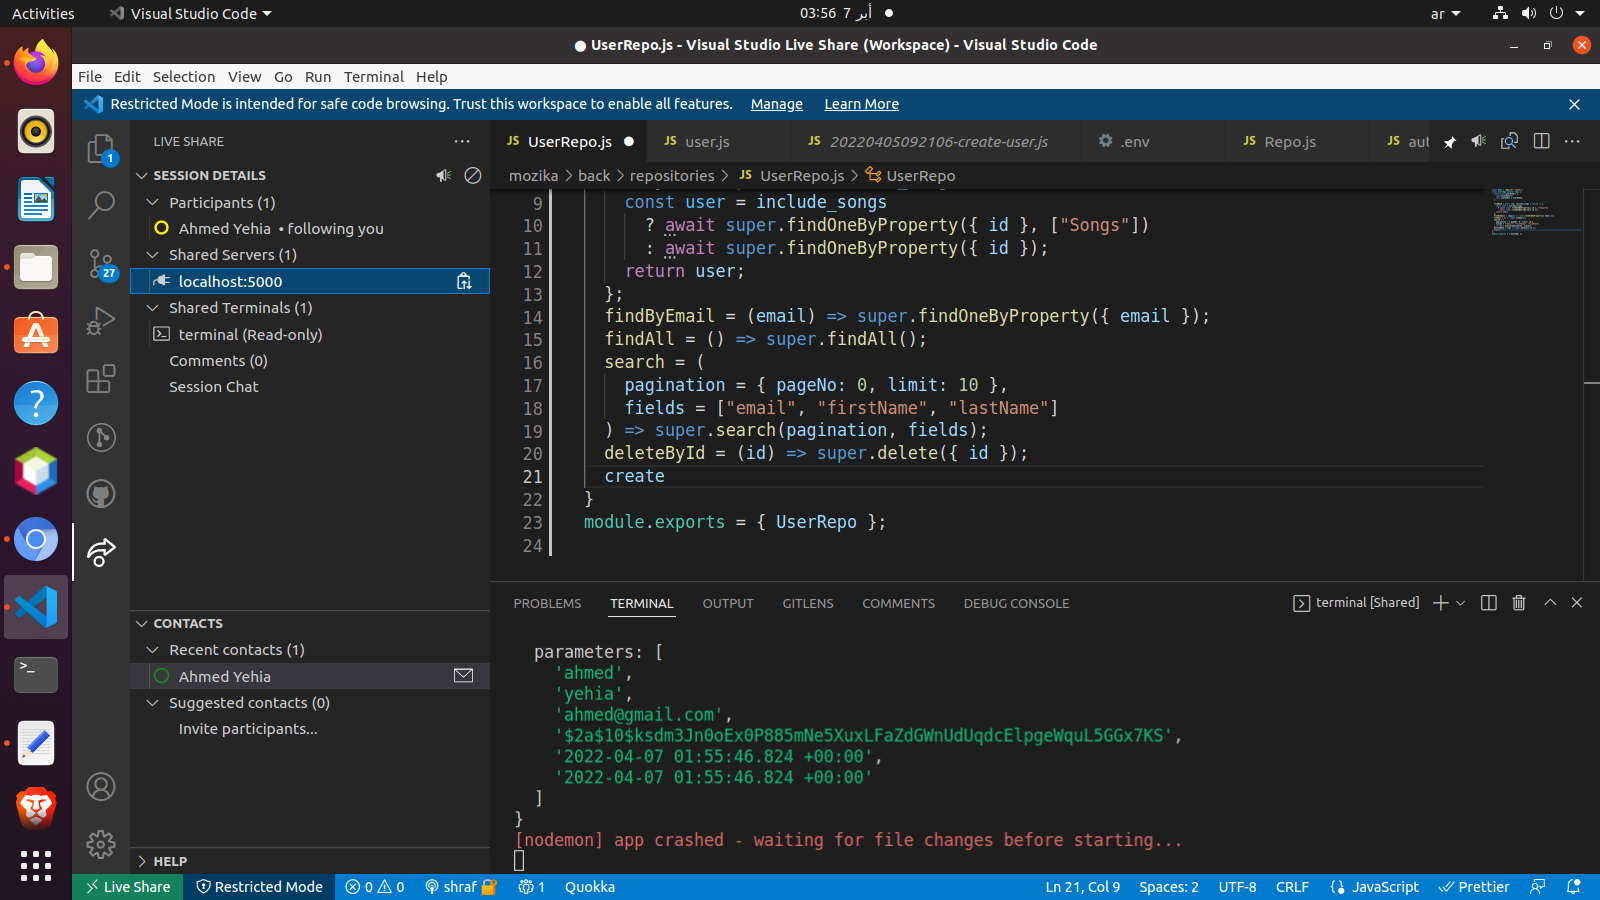 Activities
Visual Studio Code
03:56 7 أبر
ar
● UserRepo.js - Visual Studio Live Share (Workspace) - Visual Studio Code
File Edit Selection View Go Run Terminal Help
Restricted Mode is intended for safe code browsing. Trust this workspace to enable all features. Manage Learn More
LIVE SHARE
JS UserRepo.js ●
JS user.js
JS 20220405092106-create-user.js
.env
JS Repo.js
JS aut
1
27
SESSION DETAILS
Participants (1)
Ahmed Yehia • following you
Shared Servers (1)
localhost:5000
Shared Terminals (1)
terminal (Read-only)
Comments (0)
Session Chat
CONTACTS
Recent contacts (1)
Ahmed Yehia
Suggested contacts (0)
Invite participants...
HELP
mozika > back > repositories > JS UserRepo.js > UserRepo
9 const user = include_songs
10 ? await super.findOneByProperty({ id }, ["Songs"])
11 : await super.findOneByProperty({ id });
12 return user;
13 };
14 findByEmail = (email) => super.findOneByProperty({ email });
15 findAll = () => super.findAll();
16 search = (
17 pagination = { pageNo: 0, limit: 10 },
18 fields = ["email", "firstName", "lastName"]
19 ) => super.search(pagination, fields);
20 deleteById = (id) => super.delete({ id });
21 create
22 }
23 module.exports = { UserRepo };
24
PROBLEMS TERMINAL OUTPUT GITLENS COMMENTS DEBUG CONSOLE
terminal [Shared]
parameters: [
'ahmed',
'yehia',
'ahmed@gmail.com',
'$2a$10$ksdm3Jn0oEx0P885mNe5XuxLFaZdGWnUdUqdcElpgeWquL5GGx7KS',
'2022-04-07 01:55:46.824 +00:00',
'2022-04-07 01:55:46.824 +00:00'
]
}
[nodemon] app crashed - waiting for file changes before starting...
Live Share Restricted Mode 0 0 shraf 1 Quokka
Ln 21, Col 9 Spaces: 2 UTF-8 CRLF JavaScript Prettier